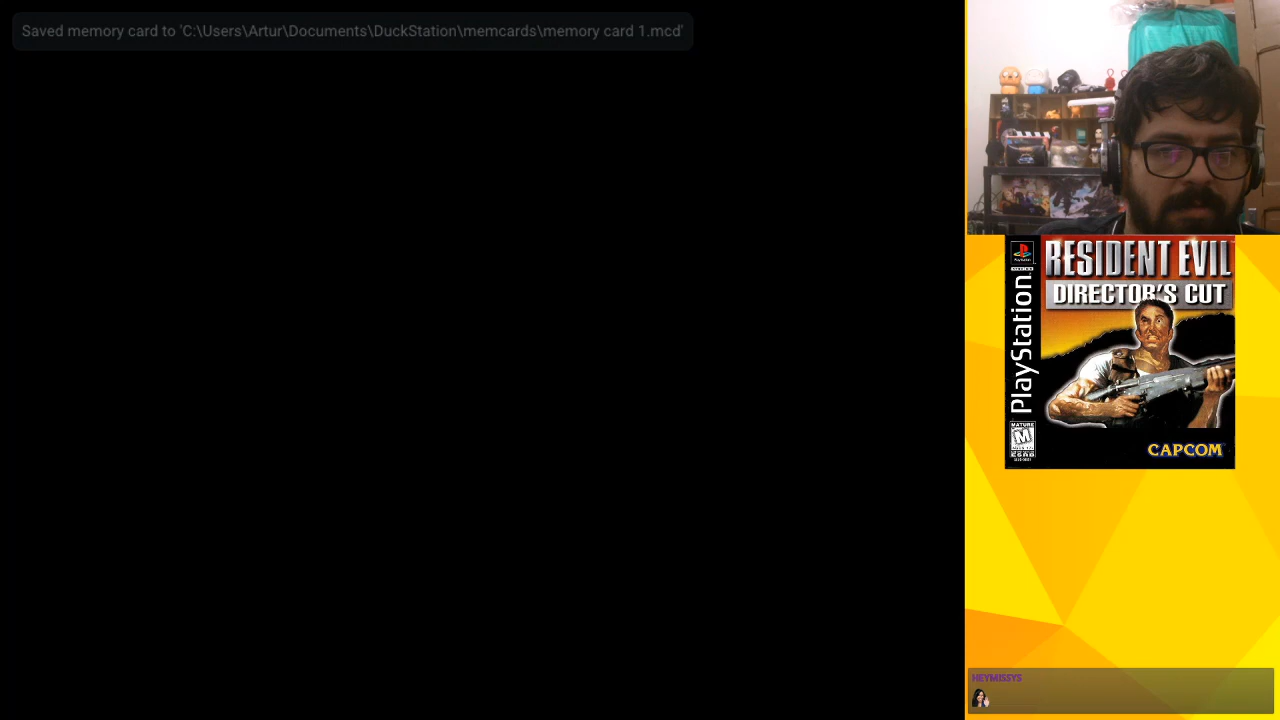 Saved memory card to 'C:\Users\Artur\Documents\DuckStation\memcards\memory card 1.mcd'
PlayStation
RESIDENT EVIL
DIRECTOR'S CUT
PlayStation
MATURE
M
CAPCOM
HEYMISSYS